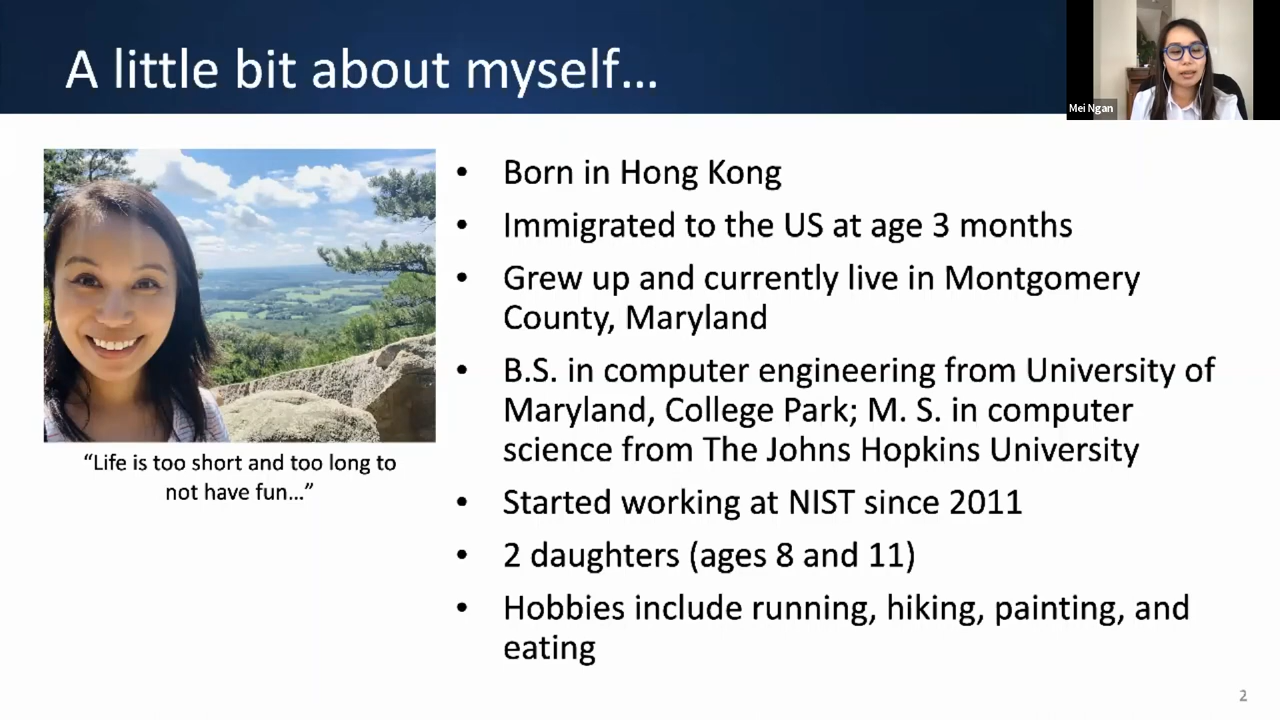 A little bit about myself…
Mei Ngan
• Born in Hong Kong
• Immigrated to the US at age 3 months
• Grew up and currently live in Montgomery
County, Maryland
• B.S. in computer engineering from University of
Maryland, College Park; M. S. in computer
science from The Johns Hopkins University
• Started working at NIST since 2011
• 2 daughters (ages 8 and 11)
• Hobbies include running, hiking, painting, and
eating
“Life is too short and too long to
not have fun…”
2